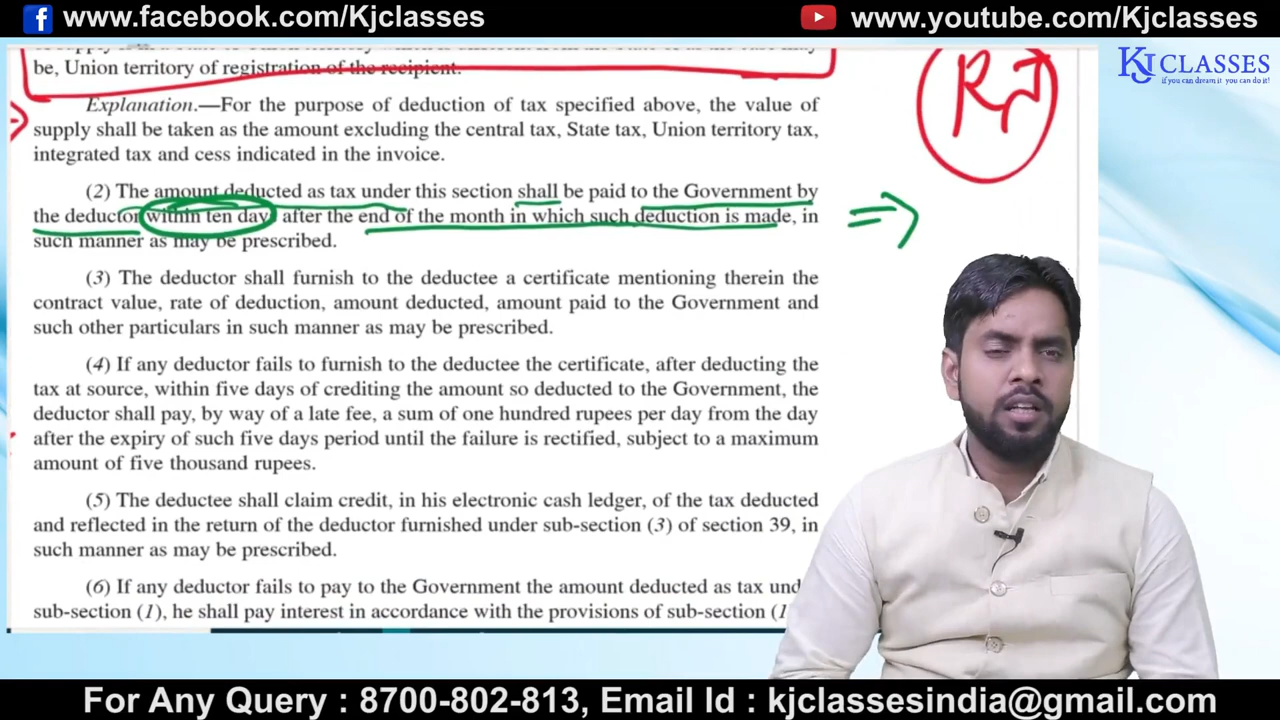 www.facebook.com/Kjclasses www.youtube.com/Kjclasses
be, Union territory of registration of the recipient.
KJ CLASSES
if you can dream it you can do it!
Explanation.—For the purpose of deduction of tax specified above, the value of
supply shall be taken as the amount excluding the central tax, State tax, Union territory tax,
integrated tax and cess indicated in the invoice.
(2) The amount deducted as tax under this section shall be paid to the Government by
the deductor within ten days after the end of the month in which such deduction is made, in
such manner as may be prescribed.
(3) The deductor shall furnish to the deductee a certificate mentioning therein the
contract value, rate of deduction, amount deducted, amount paid to the Government and
such other particulars in such manner as may be prescribed.
(4) If any deductor fails to furnish to the deductee the certificate, after deducting the
tax at source, within five days of crediting the amount so deducted to the Government, the
deductor shall pay, by way of a late fee, a sum of one hundred rupees per day from the day
after the expiry of such five days period until the failure is rectified, subject to a maximum
amount of five thousand rupees.
(5) The deductee shall claim credit, in his electronic cash ledger, of the tax deducted
and reflected in the return of the deductor furnished under sub-section (3) of section 39, in
such manner as may be prescribed.
(6) If any deductor fails to pay to the Government the amount deducted as tax und
sub-section (1), he shall pay interest in accordance with the provisions of sub-section (1
For Any Query : 8700-802-813, Email Id : kjclassesindia@gmail.com